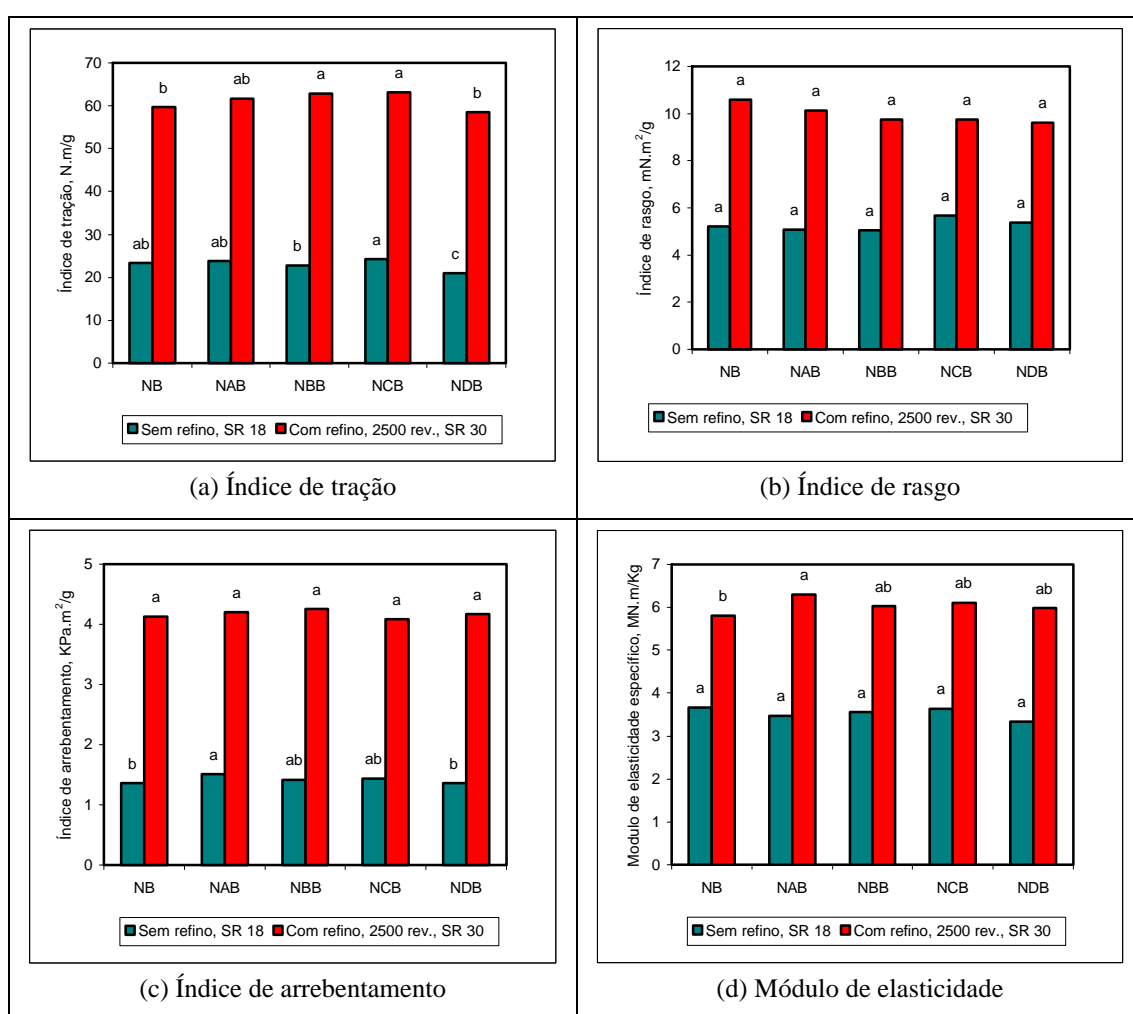 Índice de tração, N.m/g
70
60
50
40
30
20
10
0
b ab a a b
ab ab b a c
NB NAB NBB NCB NDB
Sem refino, SR 18 Com refino, 2500 rev., SR 30
(a) Índice de tração
Índice de rasgo, mN.m²/g
12
10
8
6
4
2
0
a a a a a
a a a a a
NB NAB NBB NCB NDB
Sem refino, SR 18 Com refino, 2500 rev., SR 30
(b) Índice de rasgo
Índice de arrebentamento, KPa.m²/g
5
4
3
2
1
0
a a a a a
b a ab ab b
NB NAB NBB NCB NDB
Sem refino, SR 18 Com refino, 2500 rev., SR 30
(c) Índice de arrebentamento
Modulo de elasticidade específico, MN.m/Kg
7
6
5
4
3
2
1
0
b a ab ab ab
a a a a a
NB NAB NBB NCB NDB
Sem refino, SR 18 Com refino, 2500 rev., SR 30
(d) Módulo de elasticidade